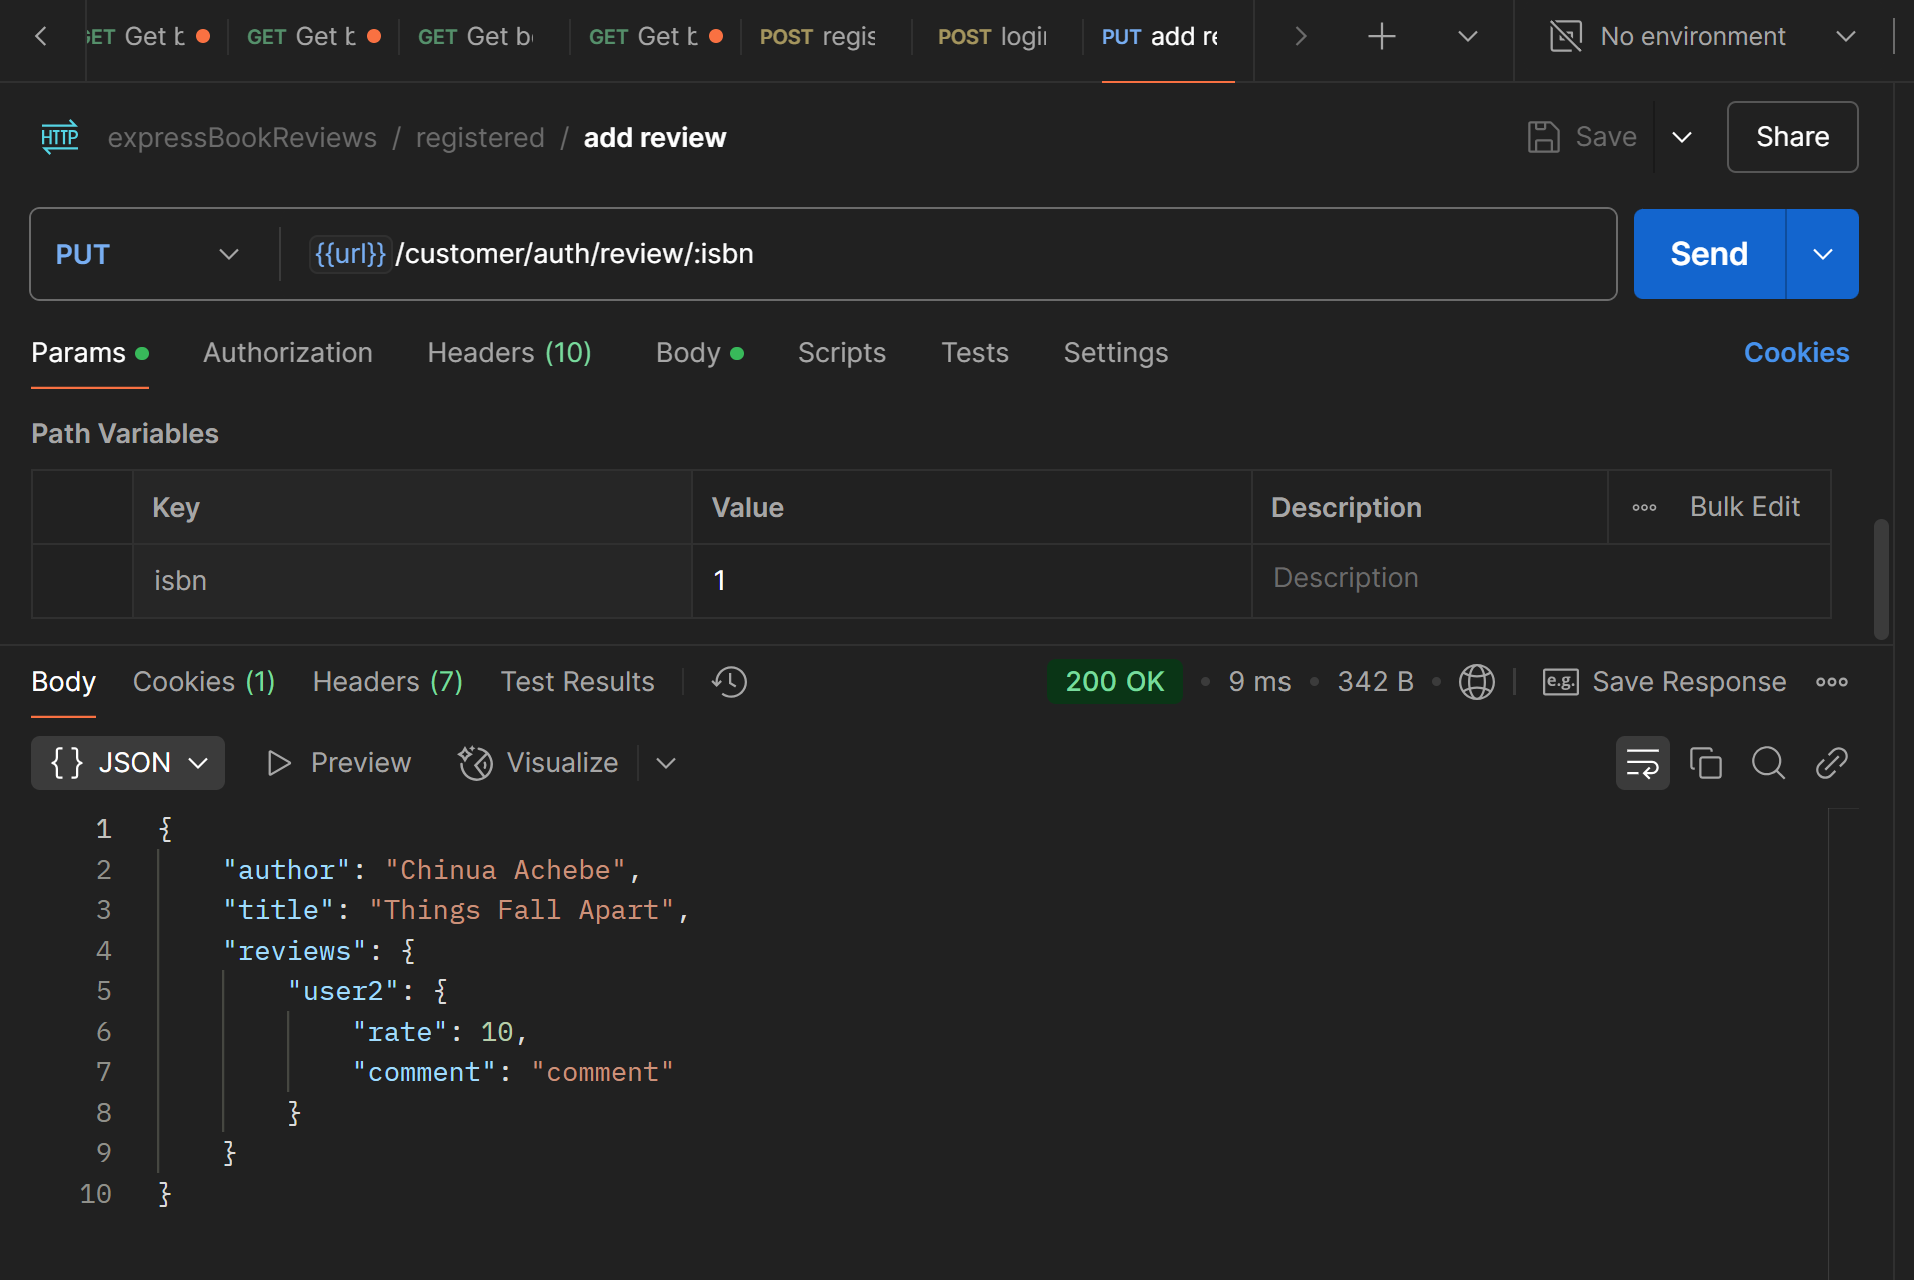 GET Get b GET Get b GET Get be GET Get b POST regis POST login PUT add re No environment
HTTP expressBookReviews / registered / add review Save Share
PUT {{url}}/customer/auth/review/:isbn Send
Params Authorization Headers (10) Body Scripts Tests Settings Cookies
Path Variables
Key Value Description Bulk Edit
isbn 1 Description
Body Cookies (1) Headers (7) Test Results 200 OK 9 ms 342 B e.g. Save Response
{} JSON Preview Visualize
1 {
2 "author": "Chinua Achebe",
3 "title": "Things Fall Apart",
4 "reviews": {
5 "user2": {
6 "rate": 10,
7 "comment": "comment"
8 }
9 }
10 }